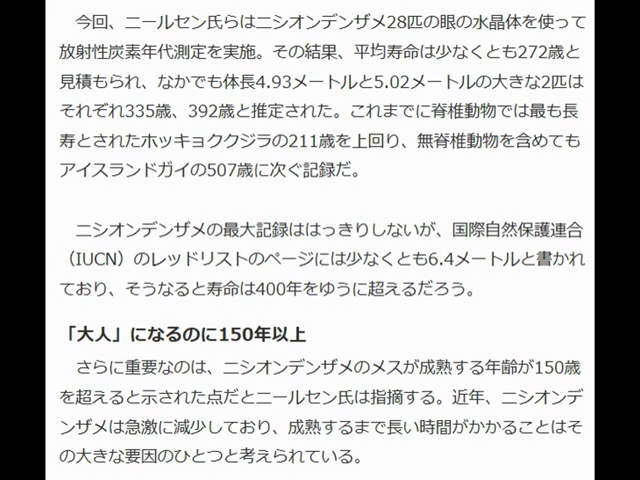 今回、ニールセン氏らはニシオンデンザメ28匹の眼の水晶体を使って
放射性炭素年代測定を実施。その結果、平均寿命は少なくとも272歳と
見積もられ、なかでも体長4.93メートルと5.02メートルの大きな2匹は
それぞれ335歳、392歳と推定された。これまでに脊椎動物では最も長
寿とされたホッキョククジラの211歳を上回り、無脊椎動物を含めても
アイスランドガイの507歳に次ぐ記録だ。
ニシオンデンザメの最大記録ははっきりしないが、国際自然保護連合
（IUCN）のレッドリストのページには少なくとも6.4メートルと書かれ
ており、そうなると寿命は400年をゆうに超えるだろう。
「大人」になるのに150年以上
さらに重要なのは、ニシオンデンザメのメスが成熟する年齢が150歳
を超えると示された点だとニールセン氏は指摘する。近年、ニシオンデ
ンザメは急激に減少しており、成熟するまで長い時間がかかることはそ
の大きな要因のひとつと考えられている。